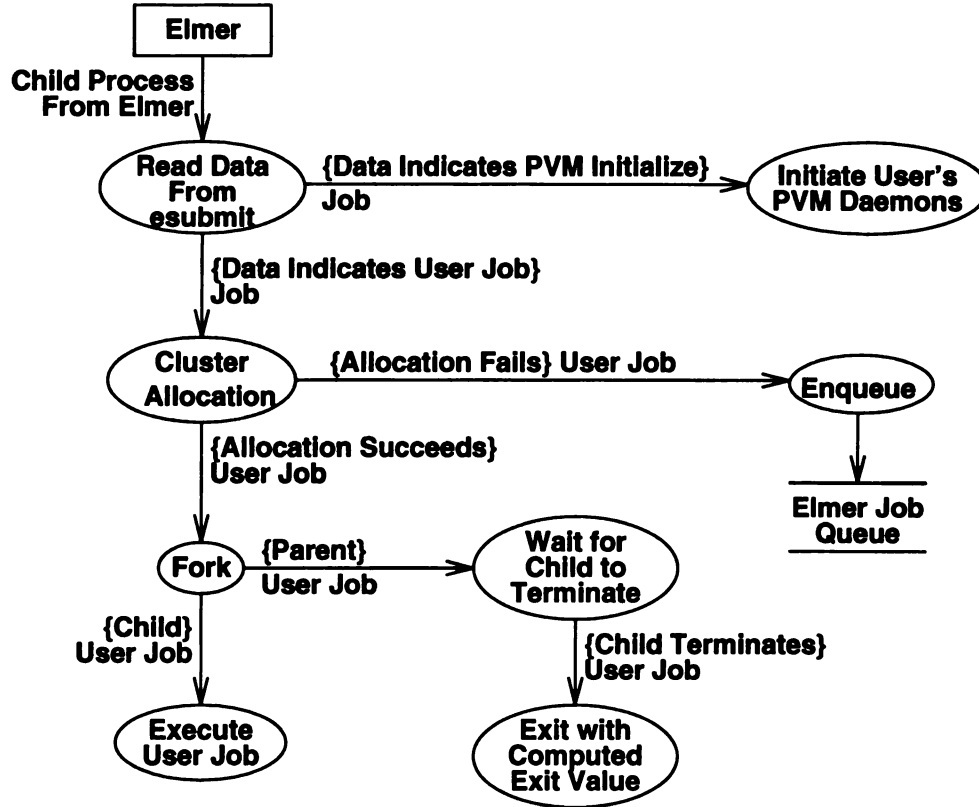 Elmer
Child Process
From Elmer
Read Data
From
esubmit
{Data Indicates PVM Initialize}
Job
Initiate User's
PVM Daemons
{Data Indicates User Job}
Job
Cluster
Allocation
{Allocation Fails} User Job
Enqueue
{Allocation Succeeds}
User Job
Elmer Job
Queue
Fork
{Parent}
User Job
Wait for
Child to
Terminate
{Child}
User Job
{Child Terminates}
User Job
Execute
User Job
Exit with
Computed
Exit Value